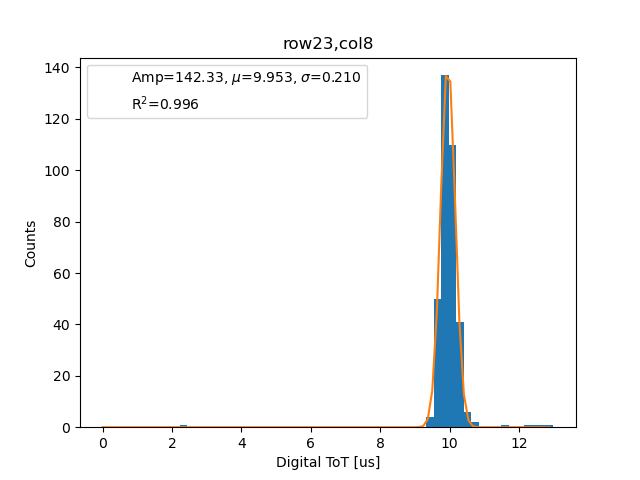 row23,col8
Amp=142.33, μ=9.953, σ=0.210
R²=0.996
Counts
140
120
100
80
60
40
20
0
0 2 4 6 8 10 12
Digital ToT [us]